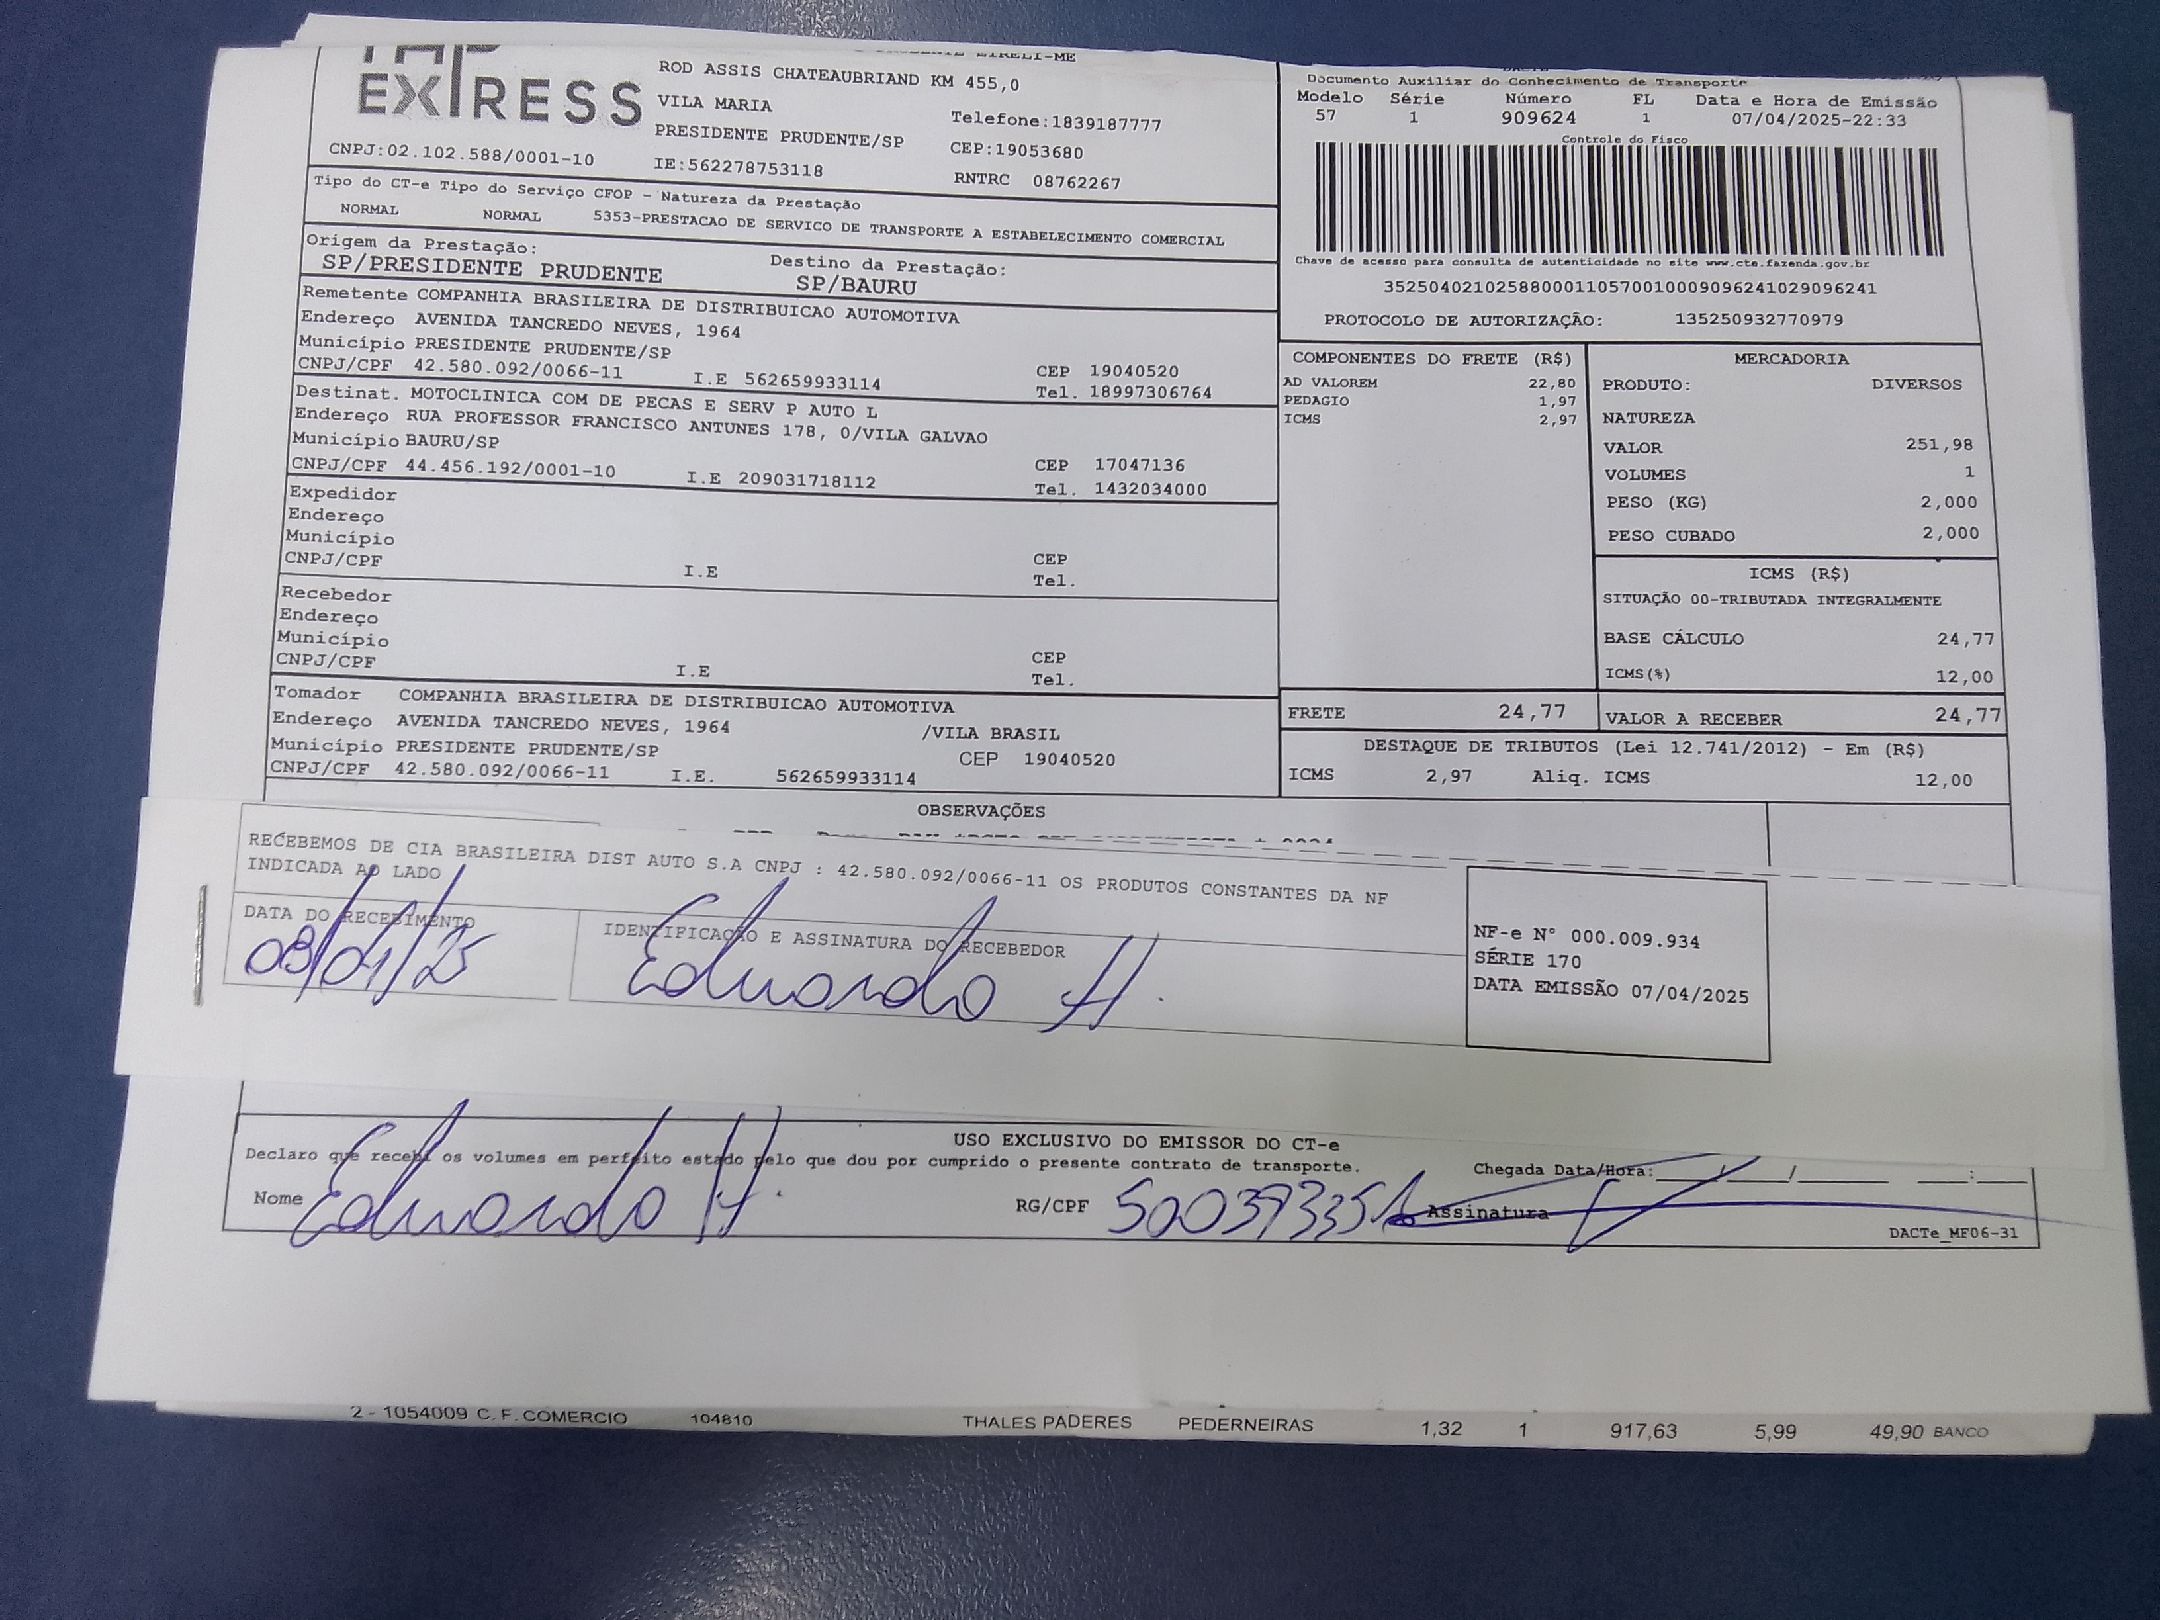 EXPRESS
EIRELI-ME
ROD ASSIS CHATEAUBRIAND KM 455,0
VILA MARIA
Telefone:1839187777
PRESIDENTE PRUDENTE/SP
CEP:19053680
CNPJ:02.102.588/0001-10
IE:562278753118
RNTRC 08762267
Documento Auxiliar do Conhecimento de Transporte
Modelo Série Número FL Data e Hora de Emissão
57 1 909624 1 07/04/2025-22:33
Controle do Fisco
Chave de acesso para consulta de autenticidade no site www.cte.fazenda.gov.br
35250402102588000110570010009096241029096241
PROTOCOLO DE AUTORIZAÇÃO: 135250932770979
Tipo do CT-e Tipo do Serviço CFOP - Natureza da Prestação
NORMAL NORMAL 5353-PRESTACAO DE SERVICO DE TRANSPORTE A ESTABELECIMENTO COMERCIAL
Origem da Prestação: Destino da Prestação:
SP/PRESIDENTE PRUDENTE SP/BAURU
Remetente COMPANHIA BRASILEIRA DE DISTRIBUICAO AUTOMOTIVA
Endereço AVENIDA TANCREDO NEVES, 1964
Município PRESIDENTE PRUDENTE/SP CEP 19040520
CNPJ/CPF 42.580.092/0066-11 I.E 562659933114 Tel. 18997306764
Destinat. MOTOCLINICA COM DE PECAS E SERV P AUTO L
Endereço RUA PROFESSOR FRANCISCO ANTUNES 178, 0/VILA GALVAO
Município BAURU/SP CEP 17047136
CNPJ/CPF 44.456.192/0001-10 I.E 209031718112 Tel. 1432034000
Expedidor
Endereço
Município CEP
CNPJ/CPF I.E Tel.
Recebedor
Endereço
Município CEP
CNPJ/CPF I.E Tel.
Tomador COMPANHIA BRASILEIRA DE DISTRIBUICAO AUTOMOTIVA
Endereço AVENIDA TANCREDO NEVES, 1964 /VILA BRASIL
Município PRESIDENTE PRUDENTE/SP CEP 19040520
CNPJ/CPF 42.580.092/0066-11 I.E. 562659933114
COMPONENTES DO FRETE (R$)
AD VALOREM 22,80
PEDAGIO 1,97
ICMS 2,97
MERCADORIA
PRODUTO: DIVERSOS
NATUREZA
VALOR 251,98
VOLUMES 1
PESO (KG) 2,000
PESO CUBADO 2,000
ICMS (R$)
SITUAÇÃO 00-TRIBUTADA INTEGRALMENTE
BASE CÁLCULO 24,77
ICMS(%) 12,00
FRETE 24,77 VALOR A RECEBER 24,77
DESTAQUE DE TRIBUTOS (Lei 12.741/2012) - Em (R$)
ICMS 2,97 Aliq. ICMS 12,00
OBSERVAÇÕES
RECEBEMOS DE CIA BRASILEIRA DIST AUTO S.A CNPJ : 42.580.092/0066-11 OS PRODUTOS CONSTANTES DA NF
INDICADA AO LADO
DATA DO RECEBIMENTO IDENTIFICAÇÃO E ASSINATURA DO RECEBEDOR
08/04/25 Eduardo H.
NF-e N° 000.009.934
SÉRIE 170
DATA EMISSÃO 07/04/2025
USO EXCLUSIVO DO EMISSOR DO CT-e
Declaro que recebi os volumes em perfeito estado pelo que dou por cumprido o presente contrato de transporte.
Chegada Data/Hora:
Nome Eduardo H. RG/CPF Assinatura
DACTe_MF06-31
2 - 1054009 C. F. COMERCIO 104810 THALES PADERES PEDERNEIRAS 1,32 1 917,63 5,99 49,90 BANCO